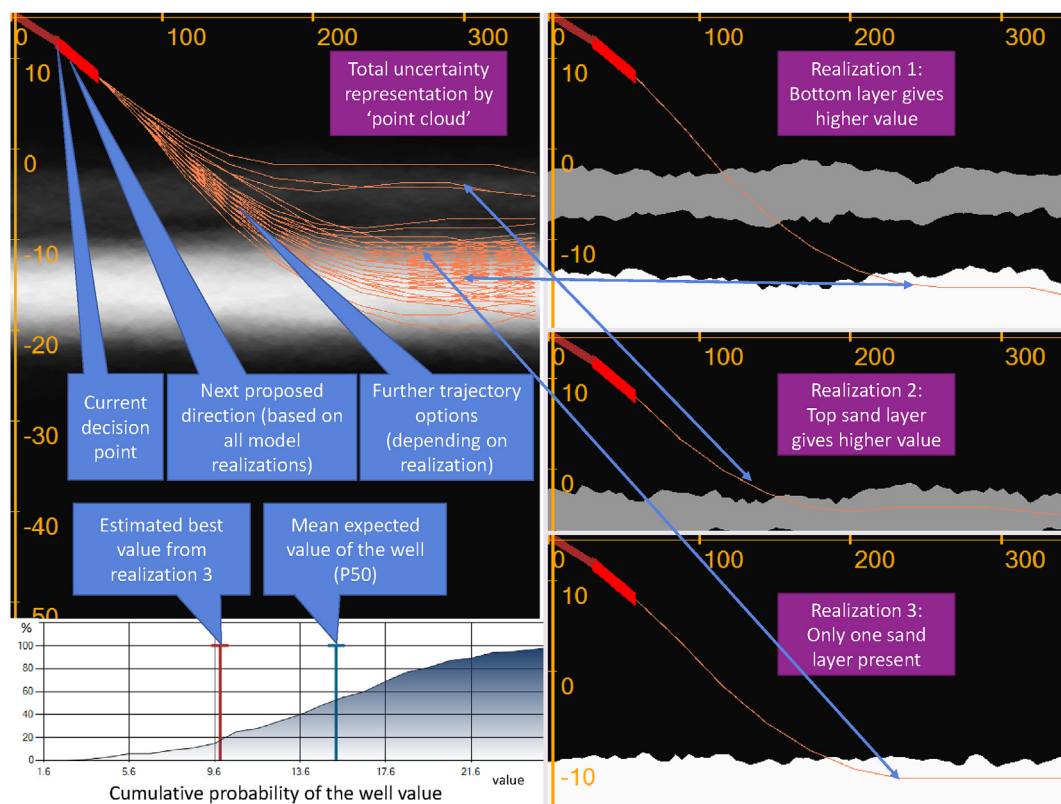 0
100
200
300
10
0
-10
-20
-30
-40
-50
Total uncertainty
representation by
‘point cloud’
Current
decision
point
Next proposed
direction (based on
all model
realizations)
Further trajectory
options
(depending on
realization)
Estimated best
value from
realization 3
Mean expected
value of the well
(P50)
%
100
80
60
40
20
0
1.6
5.6
9.6
13.6
17.6
21.6
value
Cumulative probability of the well value
0
100
200
300
10
0
-10
Realization 1:
Bottom layer gives
higher value
0
100
200
300
10
0
Realization 2:
Top sand layer
gives higher value
0
100
200
300
10
0
-10
Realization 3:
Only one sand
layer present